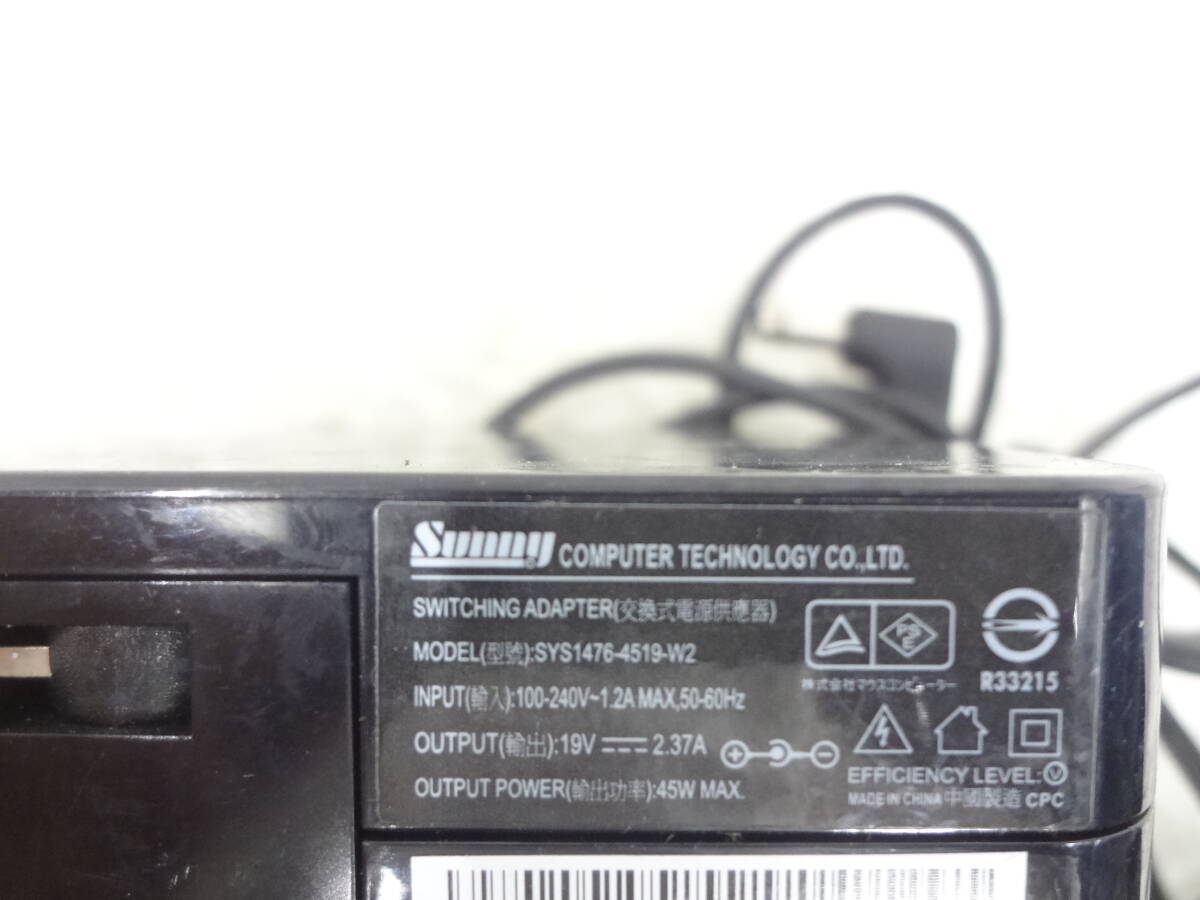 Sunny® COMPUTER TECHNOLOGY CO.,LTD.
SWITCHING ADAPTER(交換式電源供應器)
MODEL(型號):SYS1476-4519-W2
INPUT(輸入):100-240V~1.2A MAX,50-60Hz
OUTPUT(輸出):19V 2.37A
OUTPUT POWER(輸出功率):45W MAX.
PS
E
株式会社マウスコンピューター
R33215
EFFICIENCY LEVEL:Ⓥ
MADE IN CHINA 中國製造 CPC